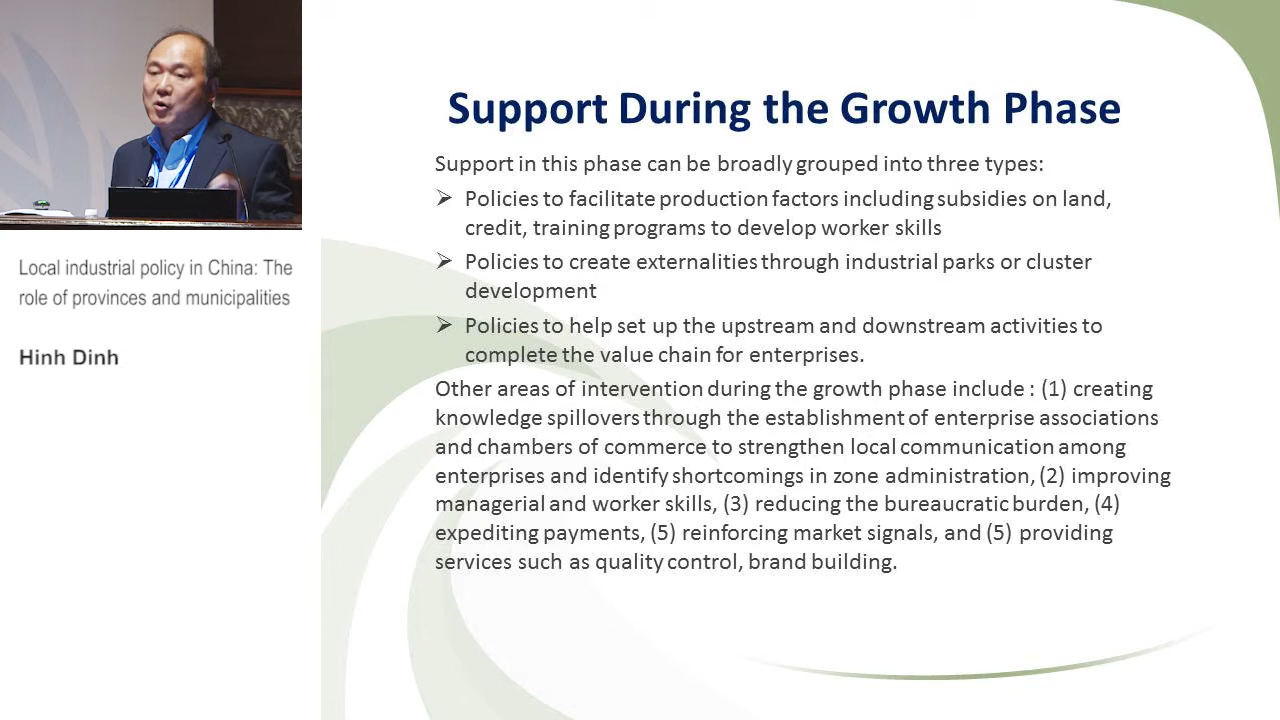 Local industrial policy in China: The
role of provinces and municipalities
Hinh Dinh
Support During the Growth Phase
Support in this phase can be broadly grouped into three types:
➢ Policies to facilitate production factors including subsidies on land,
credit, training programs to develop worker skills
➢ Policies to create externalities through industrial parks or cluster
development
➢ Policies to help set up the upstream and downstream activities to
complete the value chain for enterprises.
Other areas of intervention during the growth phase include : (1) creating
knowledge spillovers through the establishment of enterprise associations
and chambers of commerce to strengthen local communication among
enterprises and identify shortcomings in zone administration, (2) improving
managerial and worker skills, (3) reducing the bureaucratic burden, (4)
expediting payments, (5) reinforcing market signals, and (5) providing
services such as quality control, brand building.